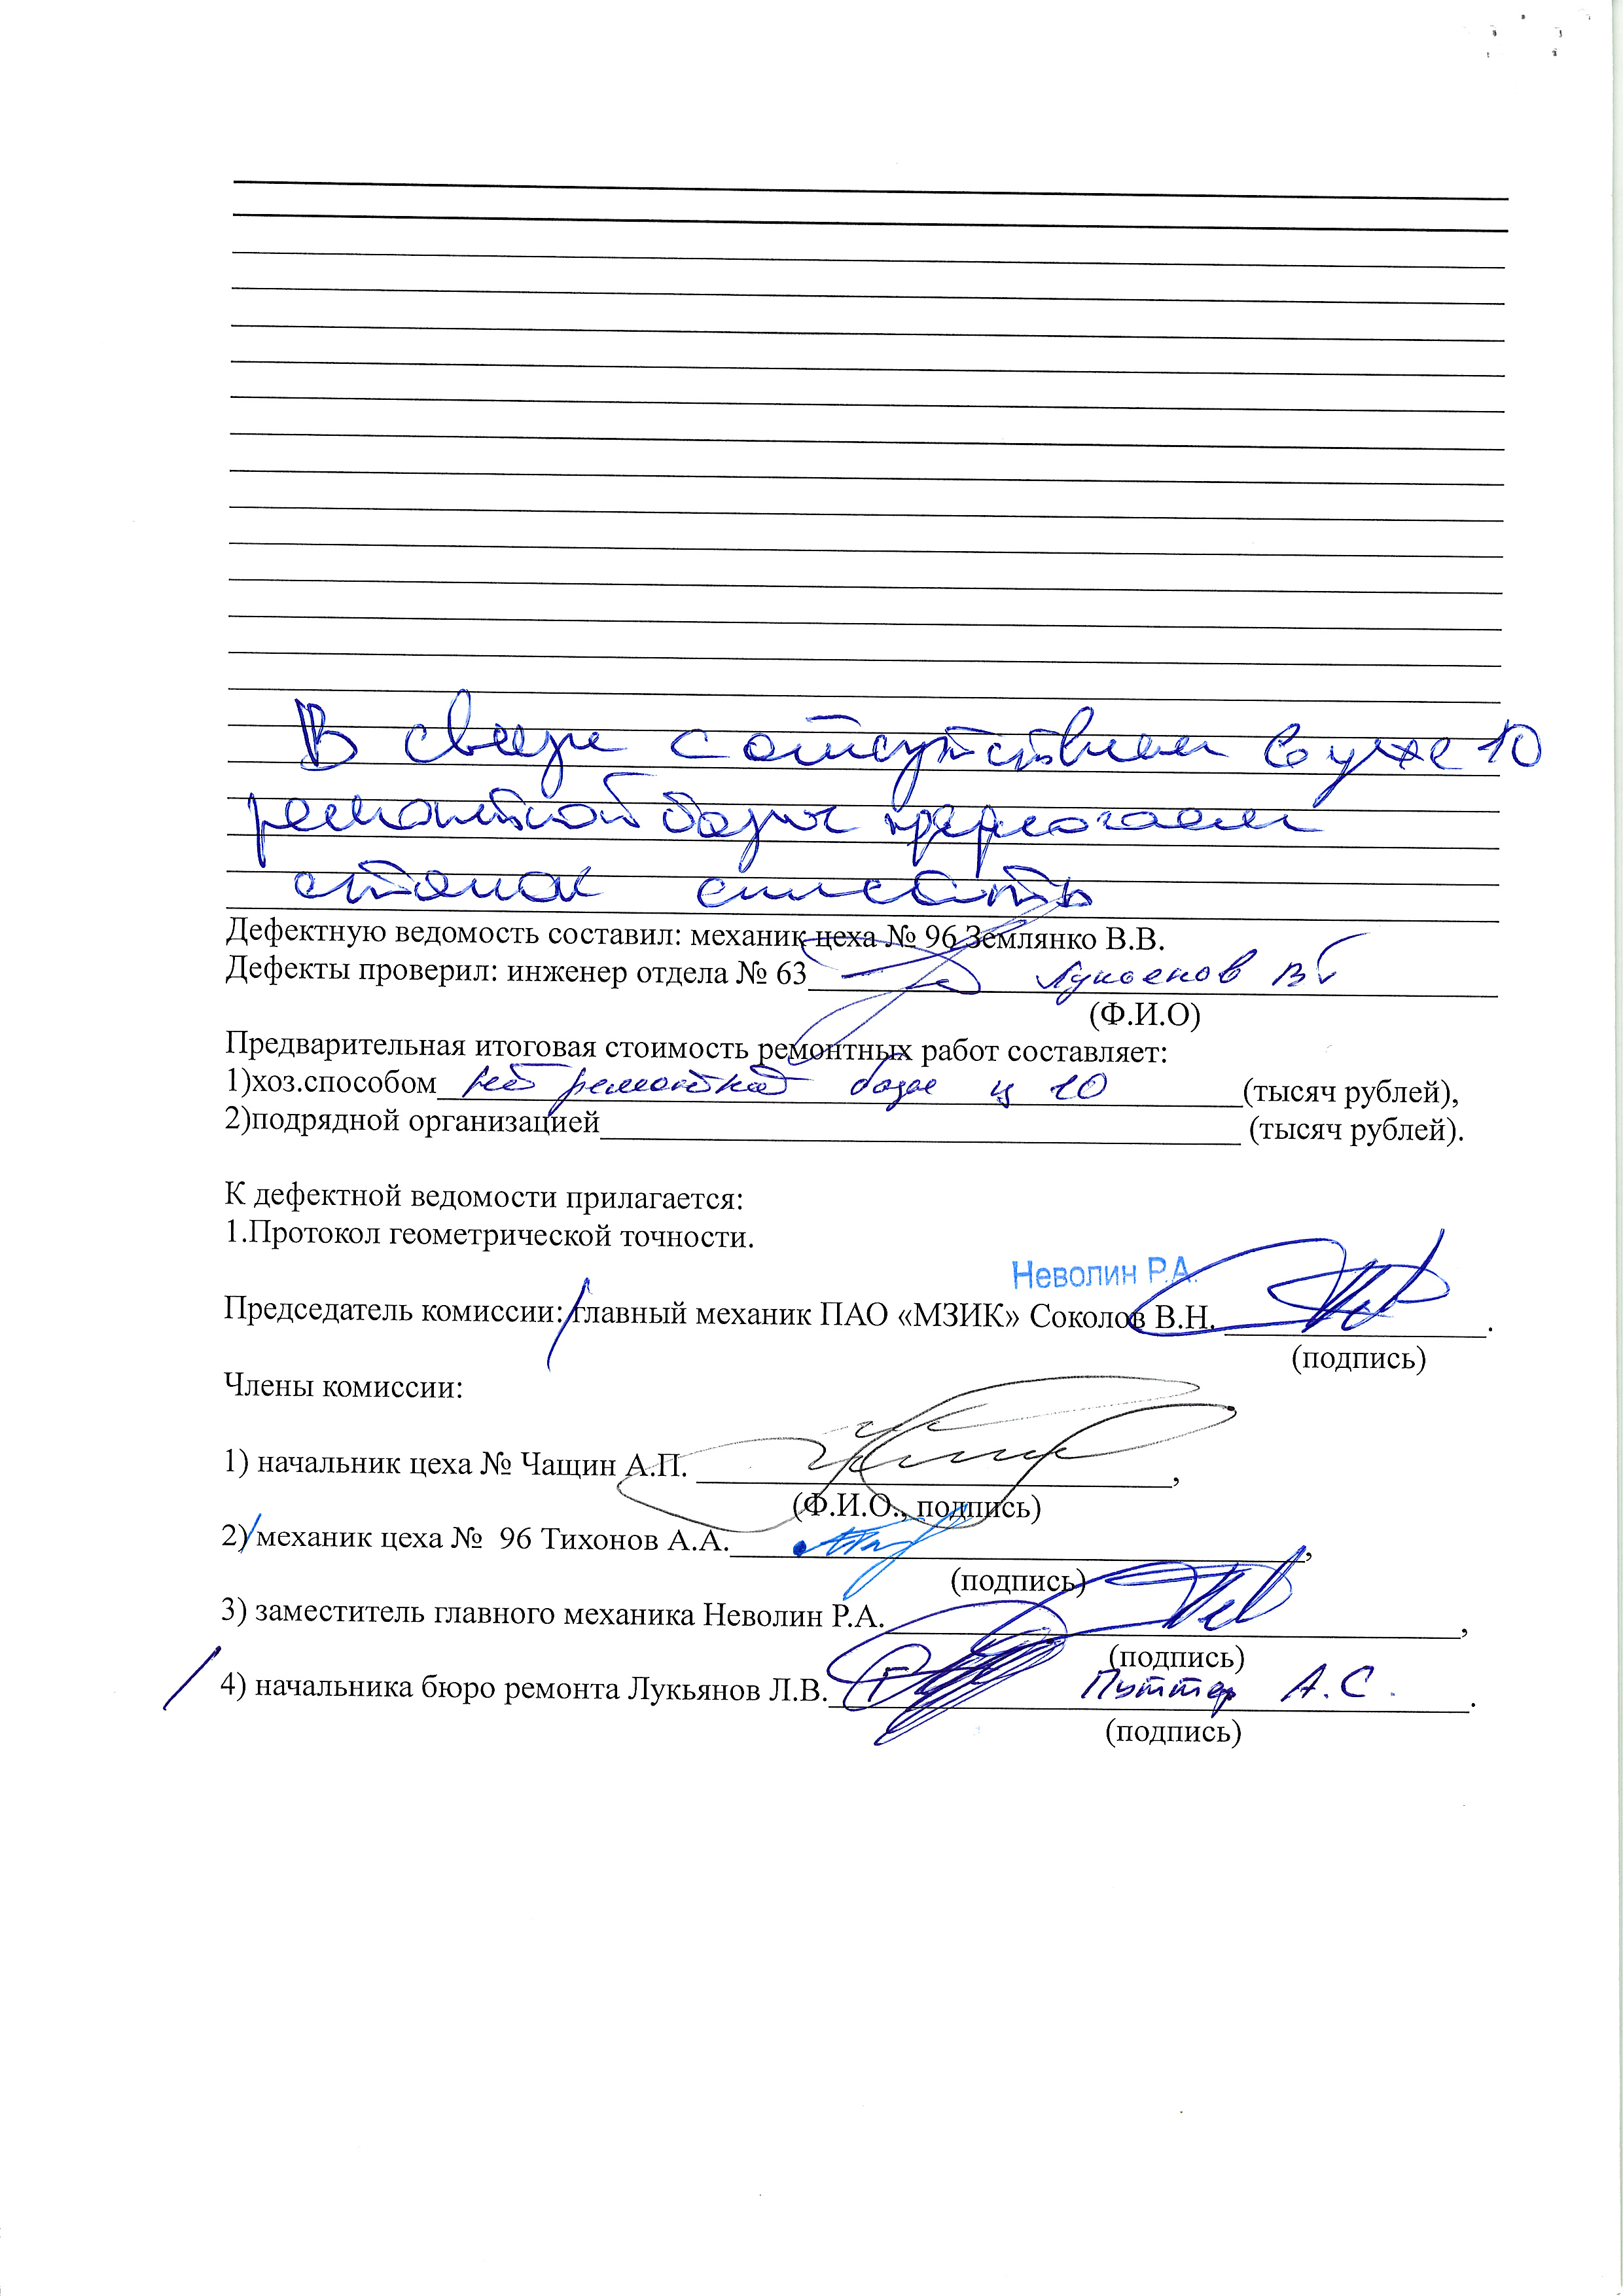 В связи с отсутствием в цехе 10
ремонтной базы предлагаем
станок списать
Дефектную ведомость составил: механик цеха № 96 Землянко В.В.
Дефекты проверил: инженер отдела № 63
(Ф.И.О)
Предварительная итоговая стоимость ремонтных работ составляет:
1)хоз.способом нет ремонтной базы ц 10 (тысяч рублей),
2)подрядной организацией (тысяч рублей).
К дефектной ведомости прилагается:
1.Протокол геометрической точности.
Неволин Р.А.
Председатель комиссии: главный механик ПАО «МЗИК» Соколов В.Н. .
(подпись)
Члены комиссии:
1) начальник цеха № Чащин А.П. ,
(Ф.И.О., подпись)
2) механик цеха № 96 Тихонов А.А. ,
(подпись)
3) заместитель главного механика Неволин Р.А. ,
(подпись)
4) начальника бюро ремонта Лукьянов Л.В. Путтер А.С. .
(подпись)